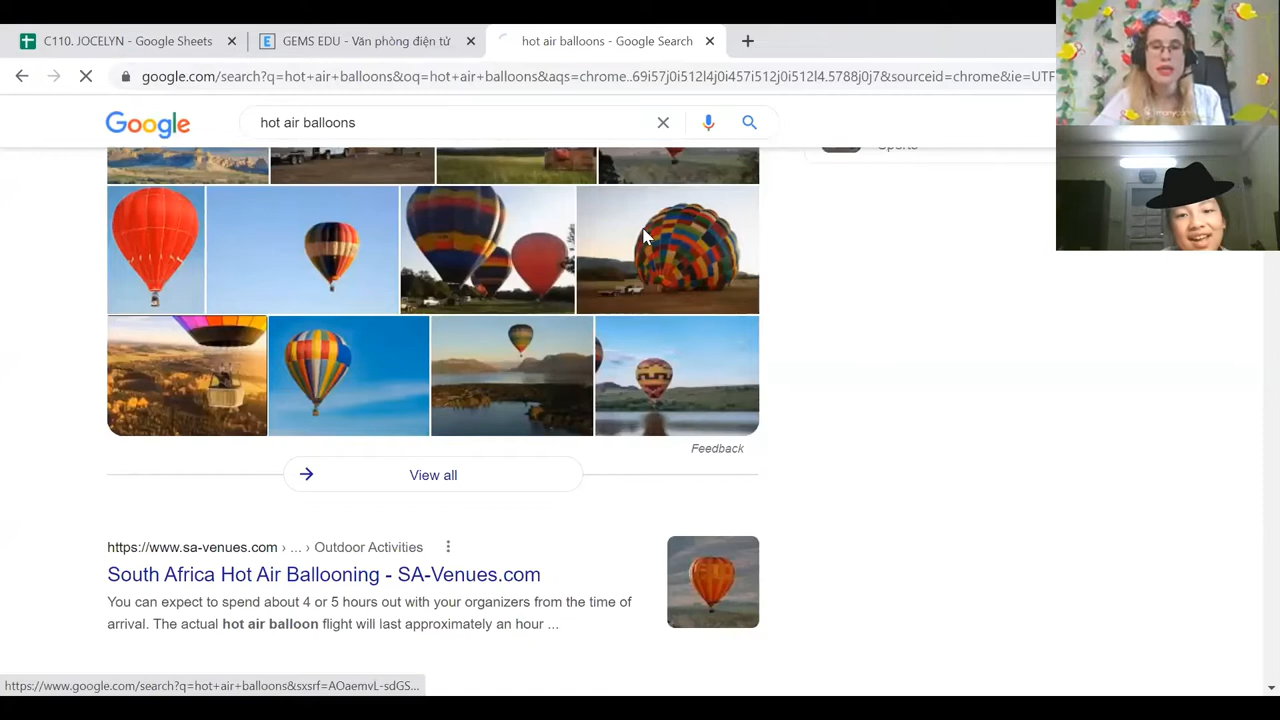 C110. JOCELYN - Google Sheets
GEMS EDU - Văn phòng điện tử
hot air balloons - Google Search
google.com/search?q=hot+air+balloons&oq=hot+air+balloons&aqs=chrome..69i57j0i512l4j0i457i512j0i512l4.5788j0j7&sourceid=chrome&ie=UTF
Google
hot air balloons
Sports
Feedback
View all
https://www.sa-venues.com › ... › Outdoor Activities
South Africa Hot Air Ballooning - SA-Venues.com
You can expect to spend about 4 or 5 hours out with your organizers from the time of
arrival. The actual hot air balloon flight will last approximately an hour ...
https://www.google.com/search?q=hot+air+balloons&sxsrf=AOaemvL-sdGS...
manycam